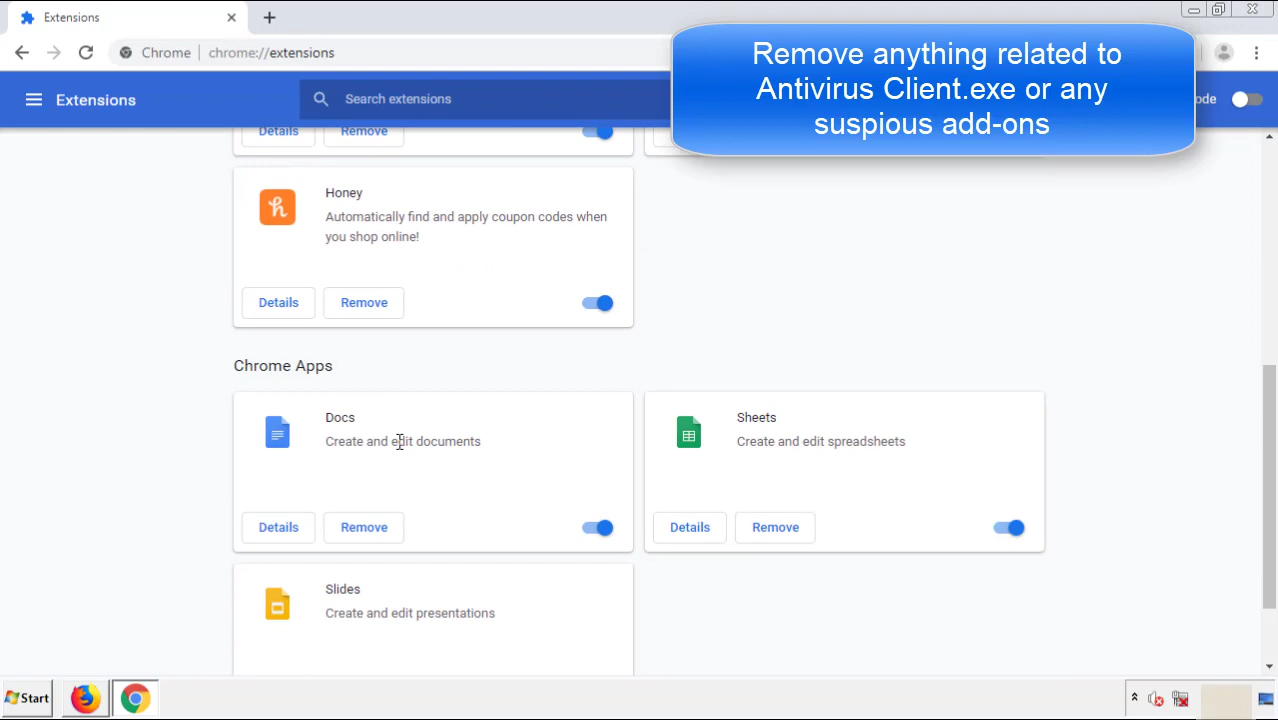 Extensions
Chrome
chrome://extensions
Remove anything related to
Antivirus Client.exe or any
suspious add-ons
Extensions
Search extensions
ode
Details
Remove
Honey
Automatically find and apply coupon codes when
you shop online!
Details
Remove
Chrome Apps
Docs
Create and edit documents
Details
Remove
Sheets
Create and edit spreadsheets
Details
Remove
Slides
Create and edit presentations
Start